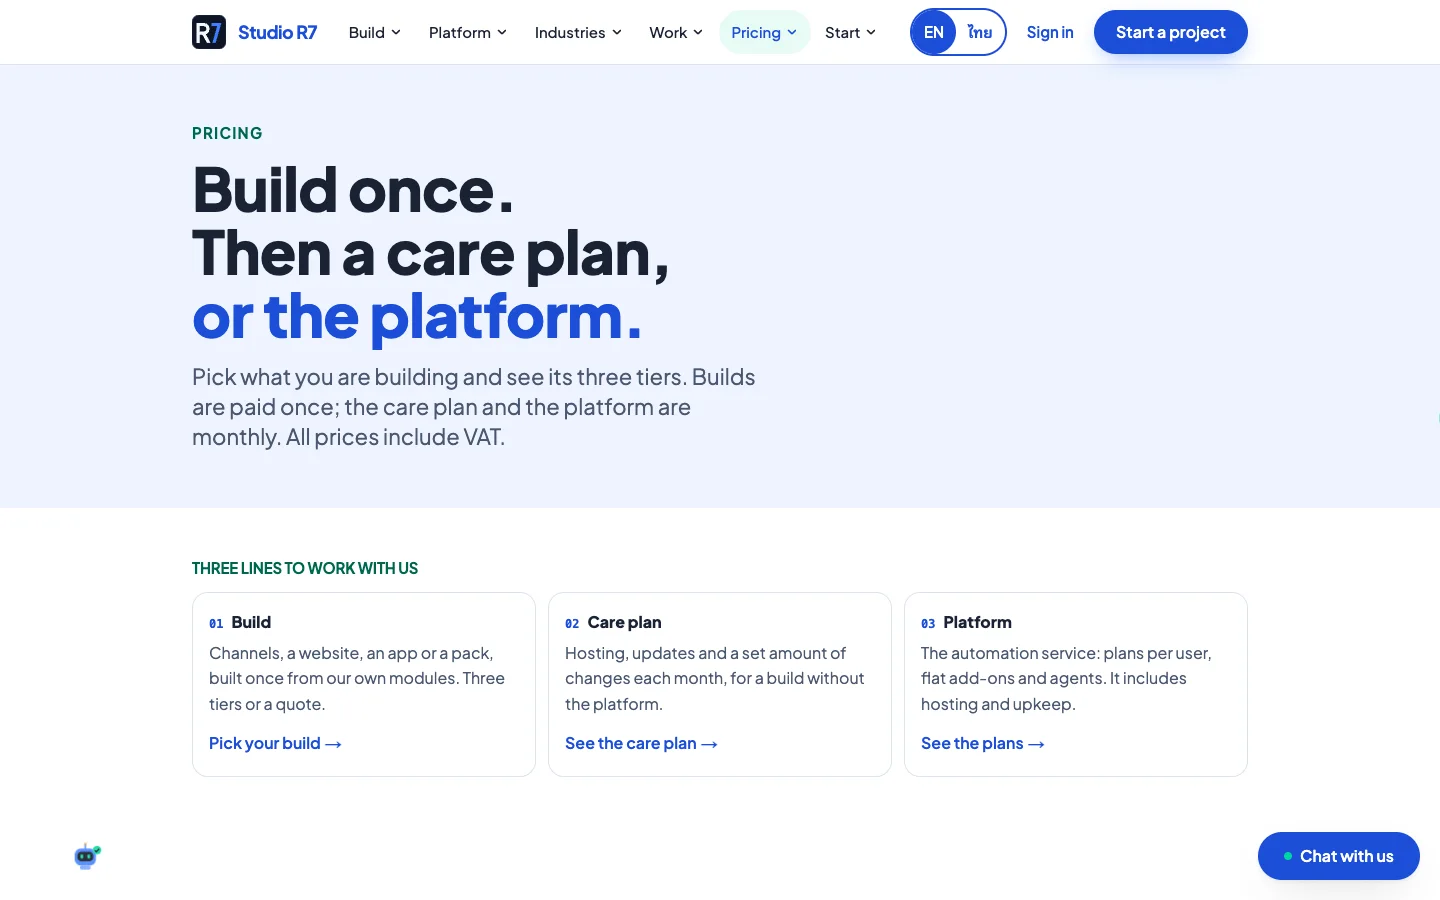 R7 Studio R7 Build Platform Industries Work Pricing Start EN ไทย Sign in Start a project
PRICING
Build once.
Then a care plan,
or the platform.
Pick what you are building and see its three tiers. Builds
are paid once; the care plan and the platform are
monthly. All prices include VAT.
THREE LINES TO WORK WITH US
01 Build
Channels, a website, an app or a pack,
built once from our own modules. Three
tiers or a quote.
Pick your build →
02 Care plan
Hosting, updates and a set amount of
changes each month, for a build without
the platform.
See the care plan →
03 Platform
The automation service: plans per user,
flat add-ons and agents. It includes
hosting and upkeep.
See the plans →
Chat with us